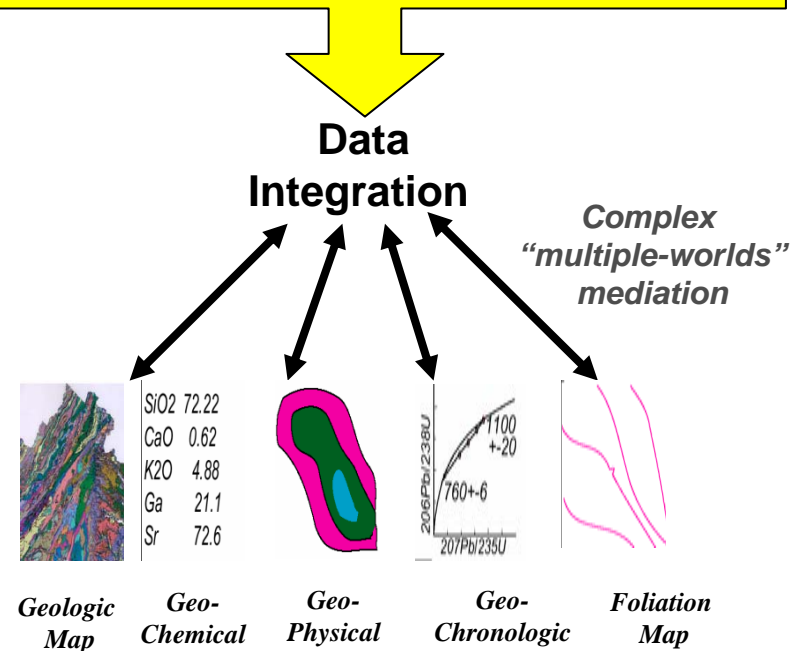 Data
Integration
Complex
“multiple-worlds”
mediation
SiO2 72.22
CaO 0.62
K2O 4.88
Ga 21.1
Sr 72.6
206Pb/238U
1100
+-20
760+-6
207Pb/235U
Geologic
Map
Geo-
Chemical
Geo-
Physical
Geo-
Chronologic
Foliation
Map